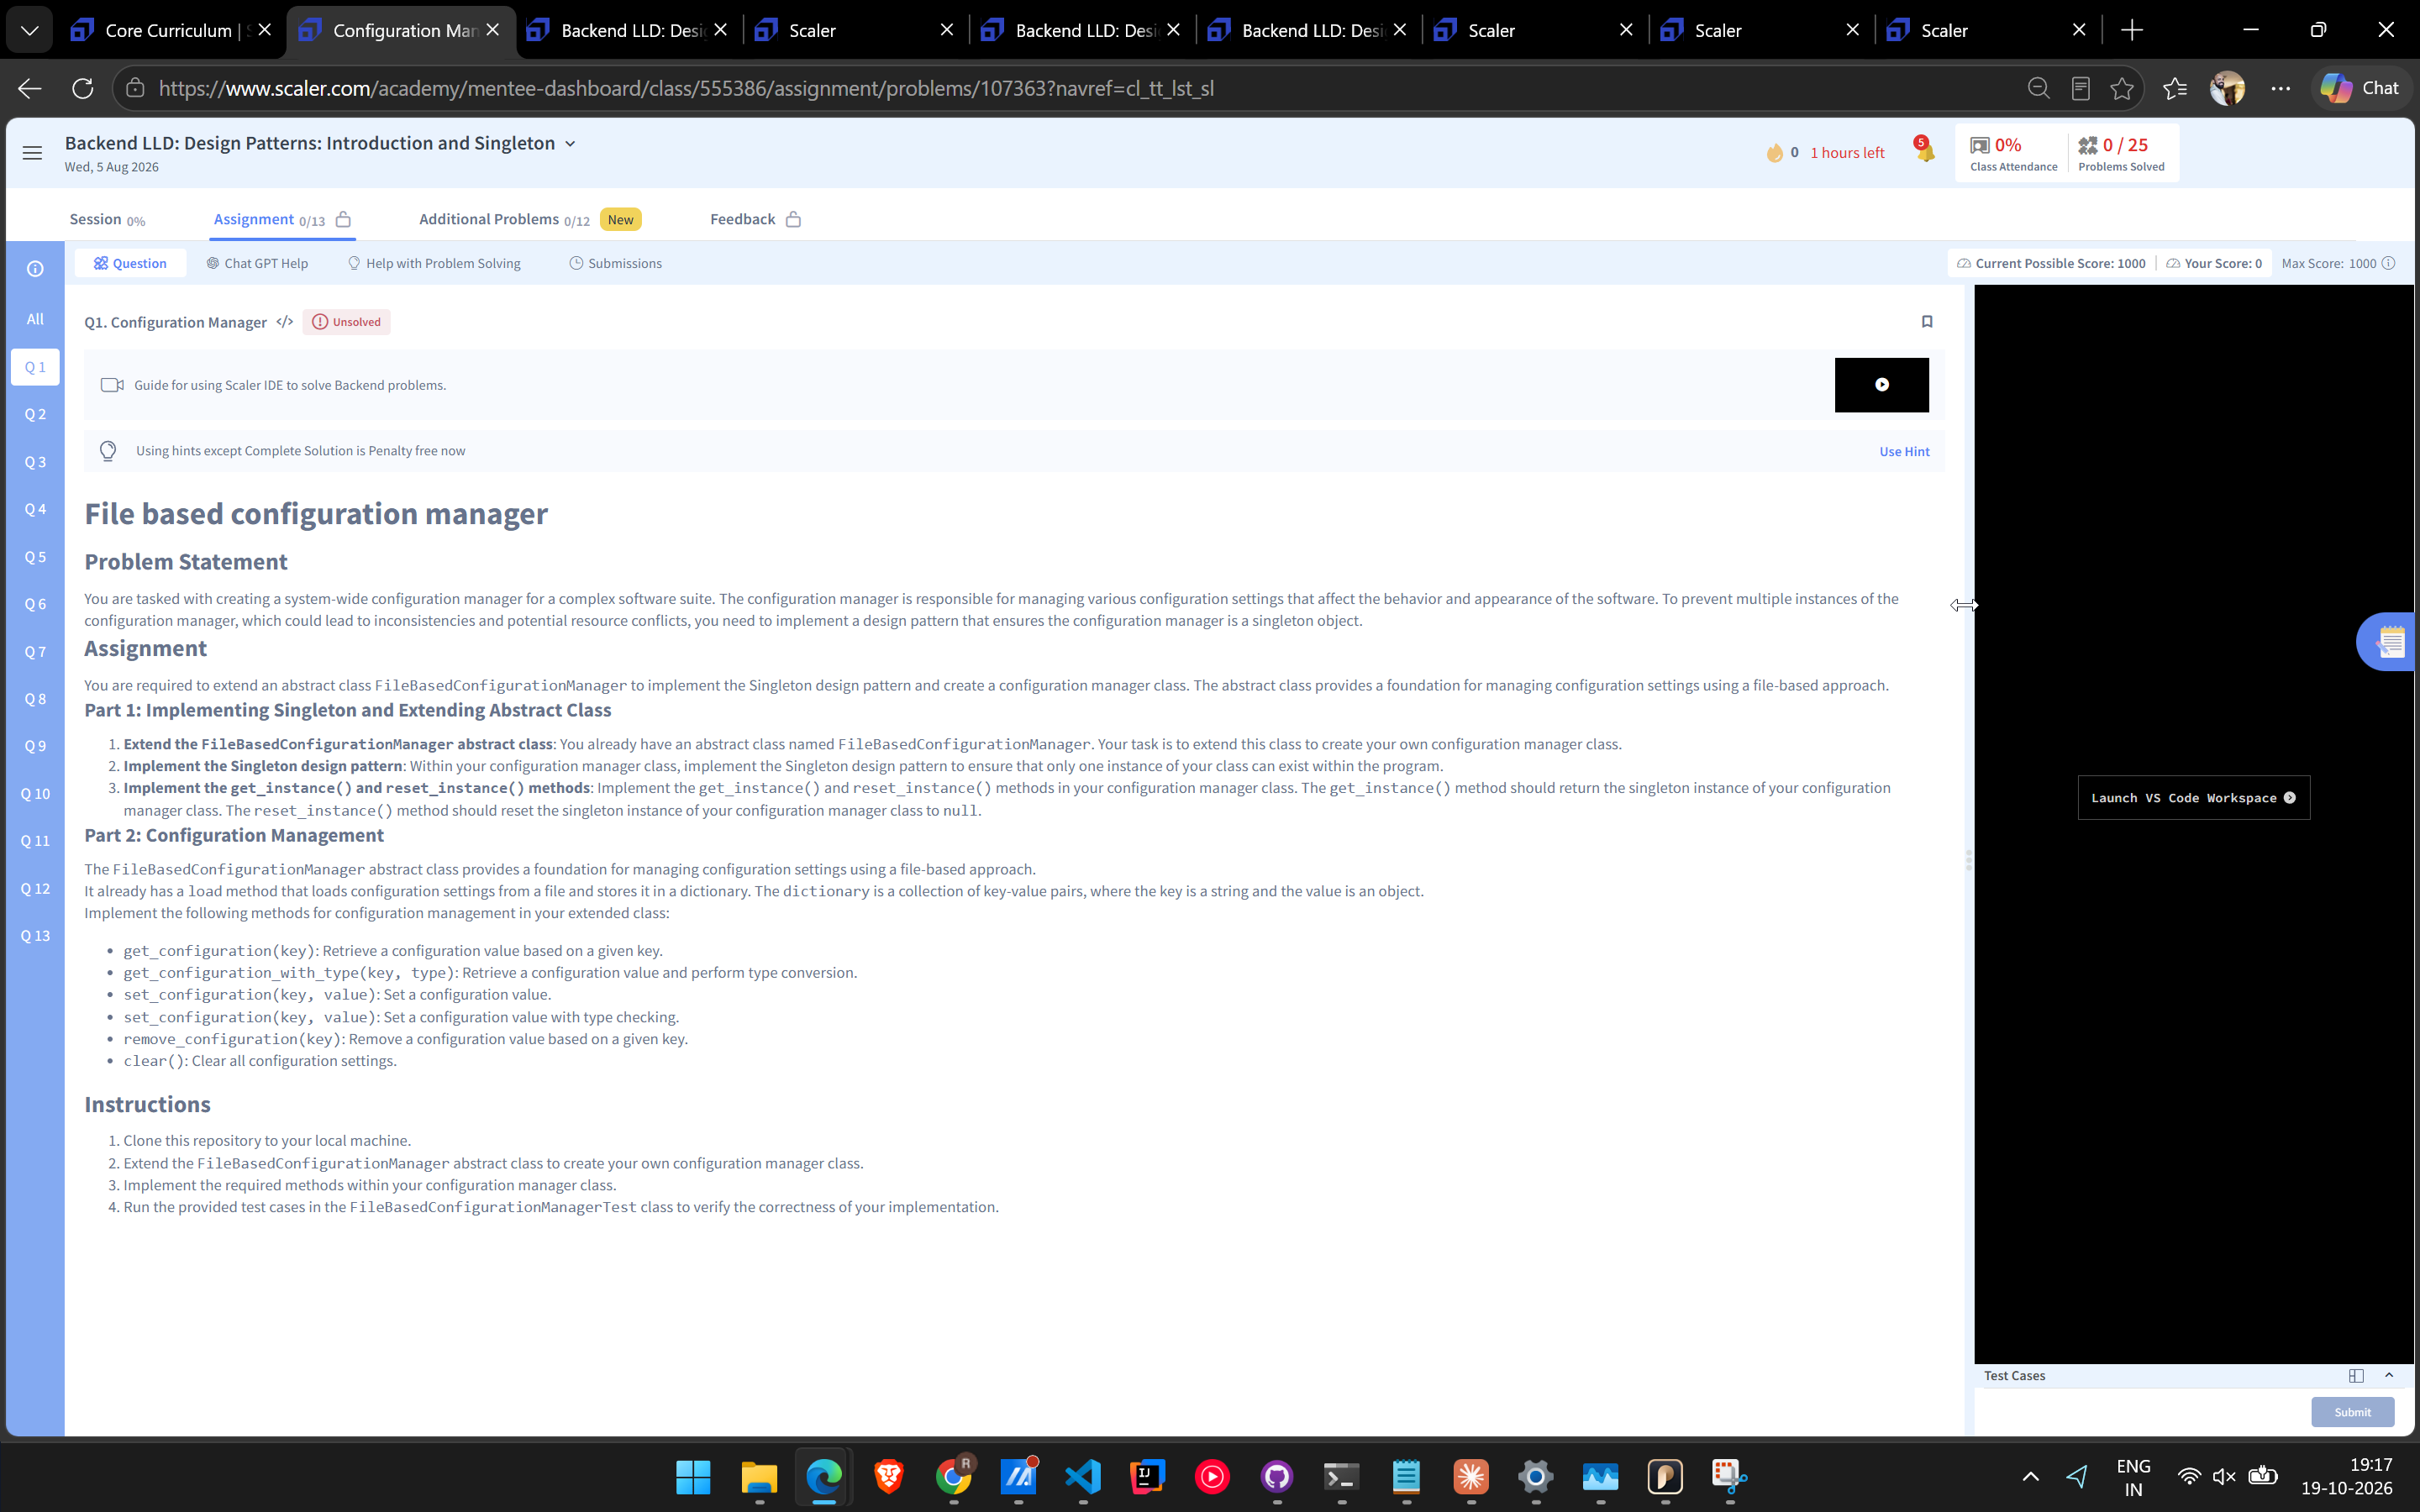 Core Curriculum | S
Configuration Man
Backend LLD: Desi
Scaler
Backend LLD: Desi
Backend LLD: Desi
Scaler
Scaler
Scaler
https://www.scaler.com/academy/mentee-dashboard/class/555386/assignment/problems/107363?navref=cl_tt_lst_sl
Chat
Backend LLD: Design Patterns: Introduction and Singleton
Wed, 5 Aug 2026
0 1 hours left
5
0%
Class Attendance
0 / 25
Problems Solved
Session 0%
Assignment 0/13
Additional Problems 0/12 New
Feedback
Question
Chat GPT Help
Help with Problem Solving
Submissions
Current Possible Score: 1000
Your Score: 0
Max Score: 1000
All
Q 1
Q 2
Q 3
Q 4
Q 5
Q 6
Q 7
Q 8
Q 9
Q 10
Q 11
Q 12
Q 13
Q1. Configuration Manager </> Unsolved
Guide for using Scaler IDE to solve Backend problems.
Using hints except Complete Solution is Penalty free now
Use Hint
File based configuration manager
Problem Statement
You are tasked with creating a system-wide configuration manager for a complex software suite. The configuration manager is responsible for managing various configuration settings that affect the behavior and appearance of the software. To prevent multiple instances of the
configuration manager, which could lead to inconsistencies and potential resource conflicts, you need to implement a design pattern that ensures the configuration manager is a singleton object.
Assignment
You are required to extend an abstract class FileBasedConfigurationManager to implement the Singleton design pattern and create a configuration manager class. The abstract class provides a foundation for managing configuration settings using a file-based approach.
Part 1: Implementing Singleton and Extending Abstract Class
1. Extend the FileBasedConfigurationManager abstract class: You already have an abstract class named FileBasedConfigurationManager. Your task is to extend this class to create your own configuration manager class.
2. Implement the Singleton design pattern: Within your configuration manager class, implement the Singleton design pattern to ensure that only one instance of your class can exist within the program.
3. Implement the get_instance() and reset_instance() methods: Implement the get_instance() and reset_instance() methods in your configuration manager class. The get_instance() method should return the singleton instance of your configuration
manager class. The reset_instance() method should reset the singleton instance of your configuration manager class to null.
Part 2: Configuration Management
The FileBasedConfigurationManager abstract class provides a foundation for managing configuration settings using a file-based approach.
It already has a load method that loads configuration settings from a file and stores it in a dictionary. The dictionary is a collection of key-value pairs, where the key is a string and the value is an object.
Implement the following methods for configuration management in your extended class:
• get_configuration(key): Retrieve a configuration value based on a given key.
• get_configuration_with_type(key, type): Retrieve a configuration value and perform type conversion.
• set_configuration(key, value): Set a configuration value.
• set_configuration(key, value): Set a configuration value with type checking.
• remove_configuration(key): Remove a configuration value based on a given key.
• clear(): Clear all configuration settings.
Instructions
1. Clone this repository to your local machine.
2. Extend the FileBasedConfigurationManager abstract class to create your own configuration manager class.
3. Implement the required methods within your configuration manager class.
4. Run the provided test cases in the FileBasedConfigurationManagerTest class to verify the correctness of your implementation.
Launch VS Code Workspace
Test Cases
Submit
R
IJ
ENG
IN
19:17
19-10-2026